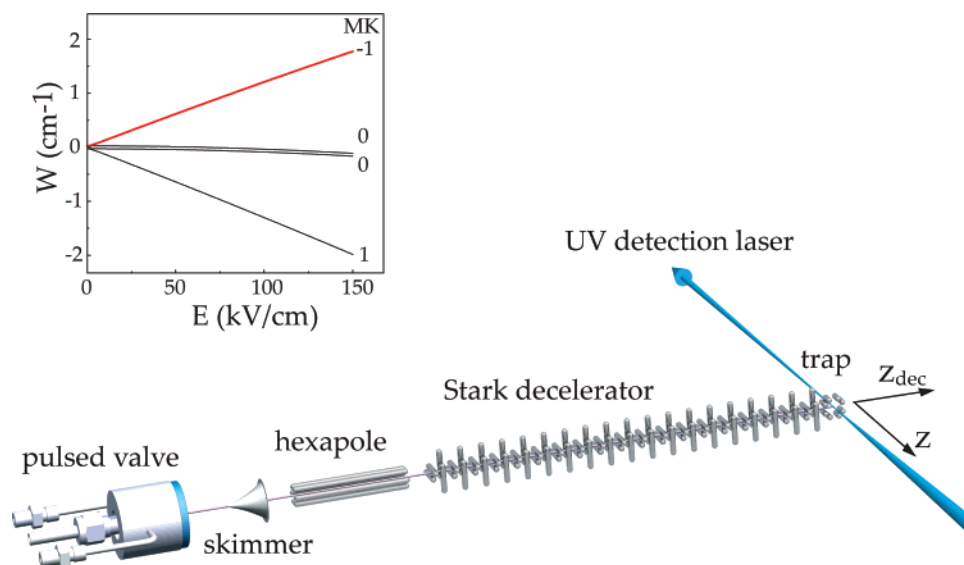 MK
2
-1
1
0
0
0
-1
-2
1
0
50
100
150
W (cm-1)
E (kV/cm)
UV detection laser
trap
Zdec
Z
Stark decelerator
hexapole
pulsed valve
skimmer